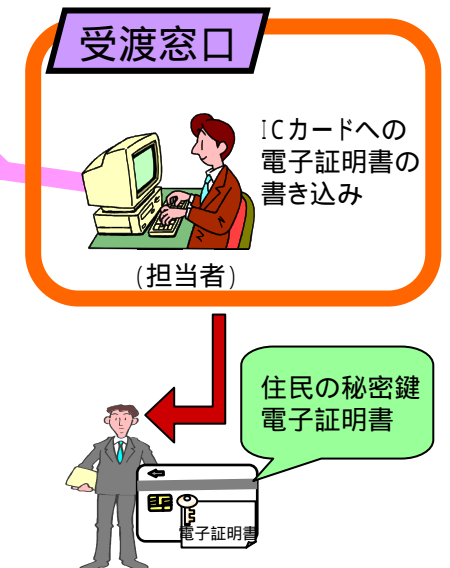 受渡窓口
ICカードへの
電子証明書の
書き込み
(担当者)
住民の秘密鍵
電子証明書
電子証明書